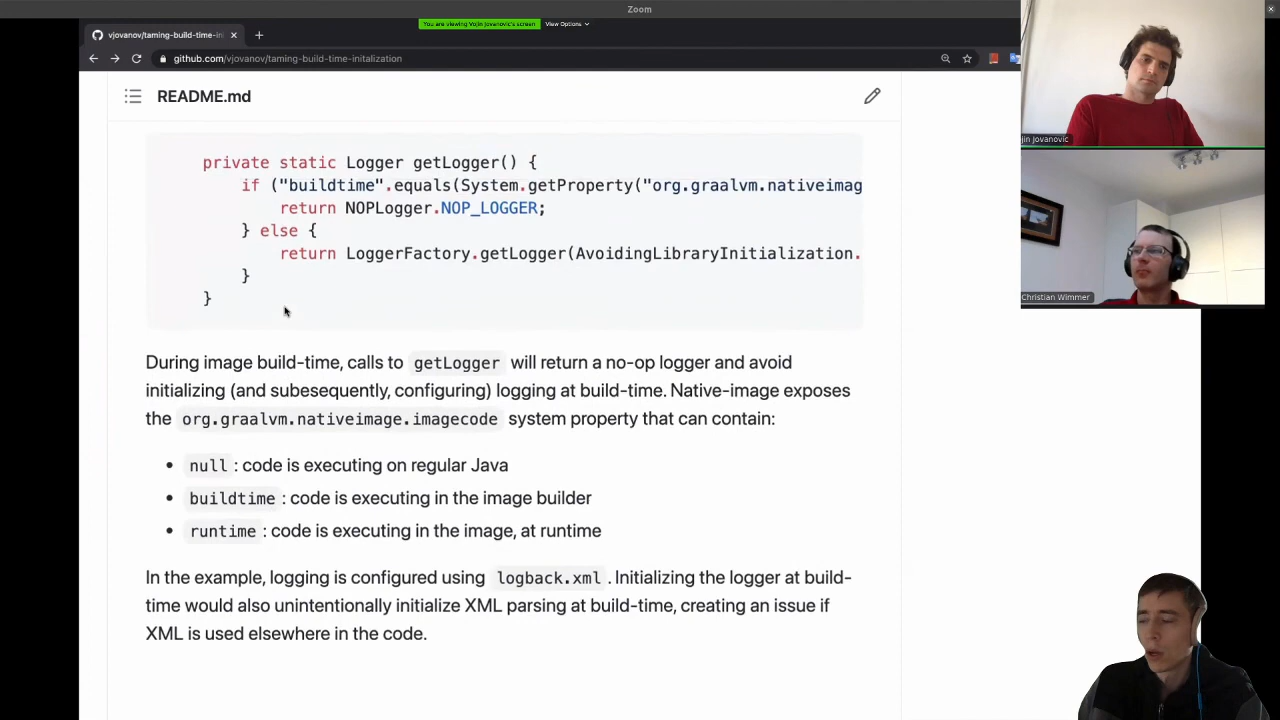 Zoom
You are viewing Vojin Jovanovic's screen View Options
vjovanov/taming-build-time-in
github.com/vjovanov/taming-build-time-initalization
README.md
private static Logger getLogger() {
if ("buildtime".equals(System.getProperty("org.graalvm.nativeimag
return NOPLogger.NOP_LOGGER;
} else {
return LoggerFactory.getLogger(AvoidingLibraryInitialization.
}
}
During image build-time, calls to getLogger will return a no-op logger and avoid
initializing (and subesequently, configuring) logging at build-time. Native-image exposes
the org.graalvm.nativeimage.imagecode system property that can contain:
• null : code is executing on regular Java
• buildtime : code is executing in the image builder
• runtime : code is executing in the image, at runtime
In the example, logging is configured using logback.xml . Initializing the logger at build-
time would also unintentionally initialize XML parsing at build-time, creating an issue if
XML is used elsewhere in the code.
jin Jovanovic
Christian Wimmer